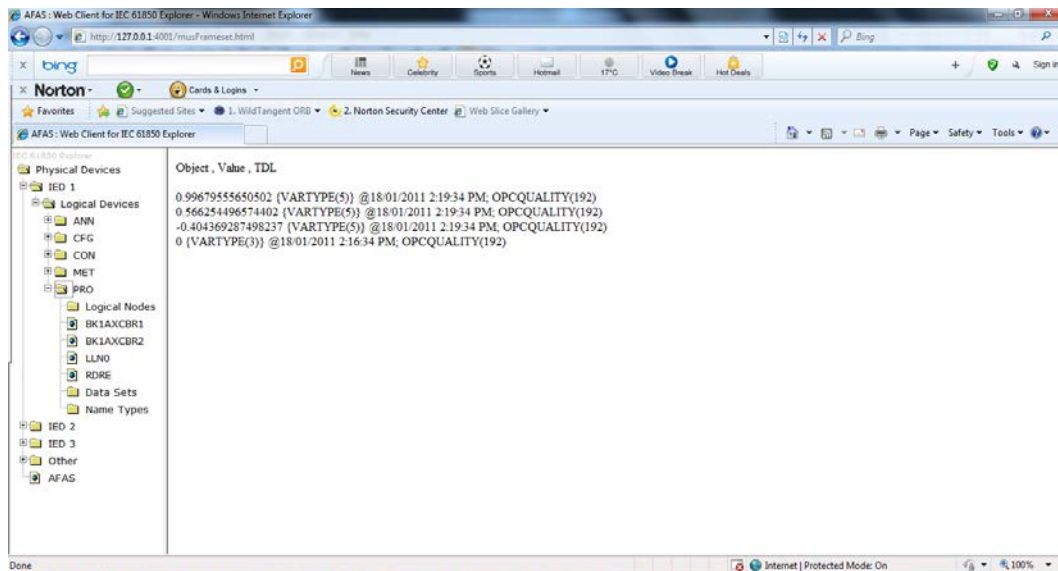 AFAS : Web Client for IEC 61850 Explorer - Windows Internet Explorer
http://127.0.0.1:4001/musFrameset.html
Bing
x bing News Celebrity Sports Hotmail 17°C Video Break Hot Deals + Sign in
x Norton - Cards & Logins
Favorites Suggested Sites 1. WildTangent ORB 2. Norton Security Center Web Slice Gallery
AFAS : Web Client for IEC 61850 Explorer Page Safety Tools
IEC 61850 Explorer
Physical Devices
IED 1
Logical Devices
ANN
CFG
CON
MET
PRO
Logical Nodes
BK1AXCBR1
BK1AXCBR2
LLN0
RDRE
Data Sets
Name Types
IED 2
IED 3
Other
AFAS
Object , Value , TDL
0.99679555650502 {VARTYPE(5)} @18/01/2011 2:19:34 PM; OPCQUALITY(192)
0.566254496574402 {VARTYPE(5)} @18/01/2011 2:19:34 PM; OPCQUALITY(192)
-0.404369287498237 {VARTYPE(5)} @18/01/2011 2:19:34 PM; OPCQUALITY(192)
0 {VARTYPE(3)} @18/01/2011 2:16:34 PM; OPCQUALITY(192)
Done Internet | Protected Mode: On 100%